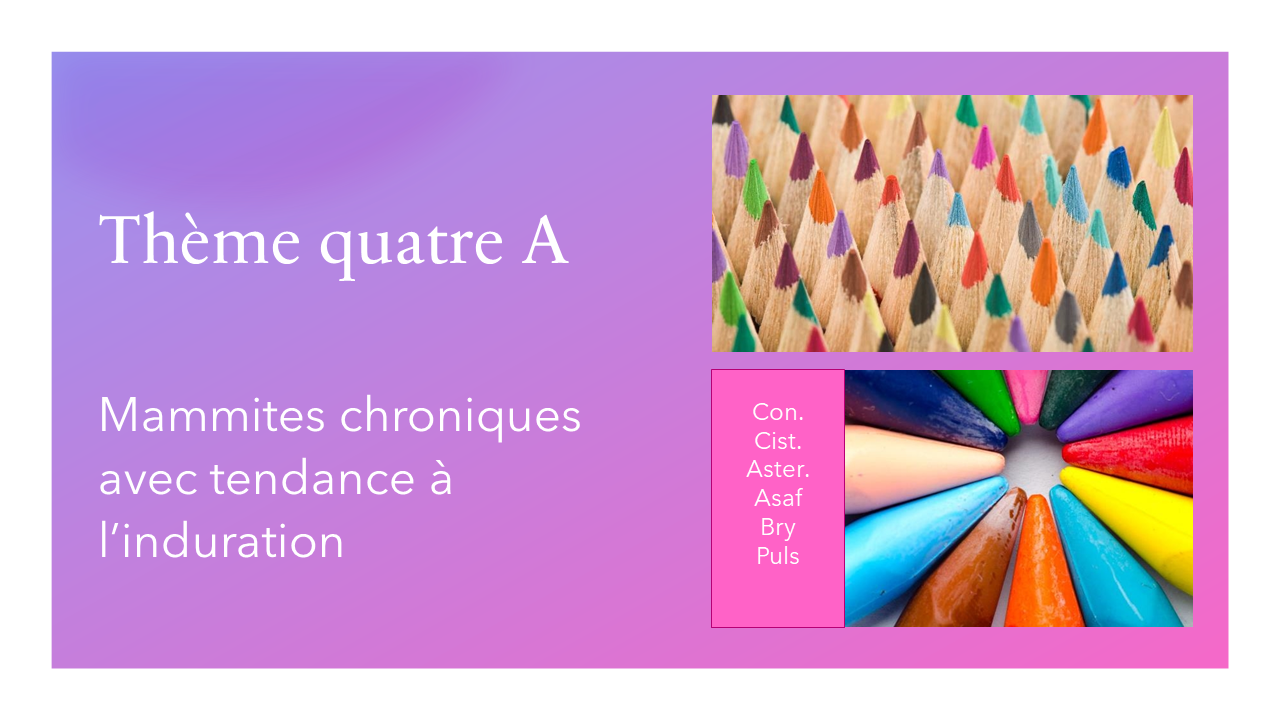 Thème quatre A
Mammites chroniques
avec tendance à
l’induration
Con.
Cist.
Aster.
Asaf
Bry
Puls